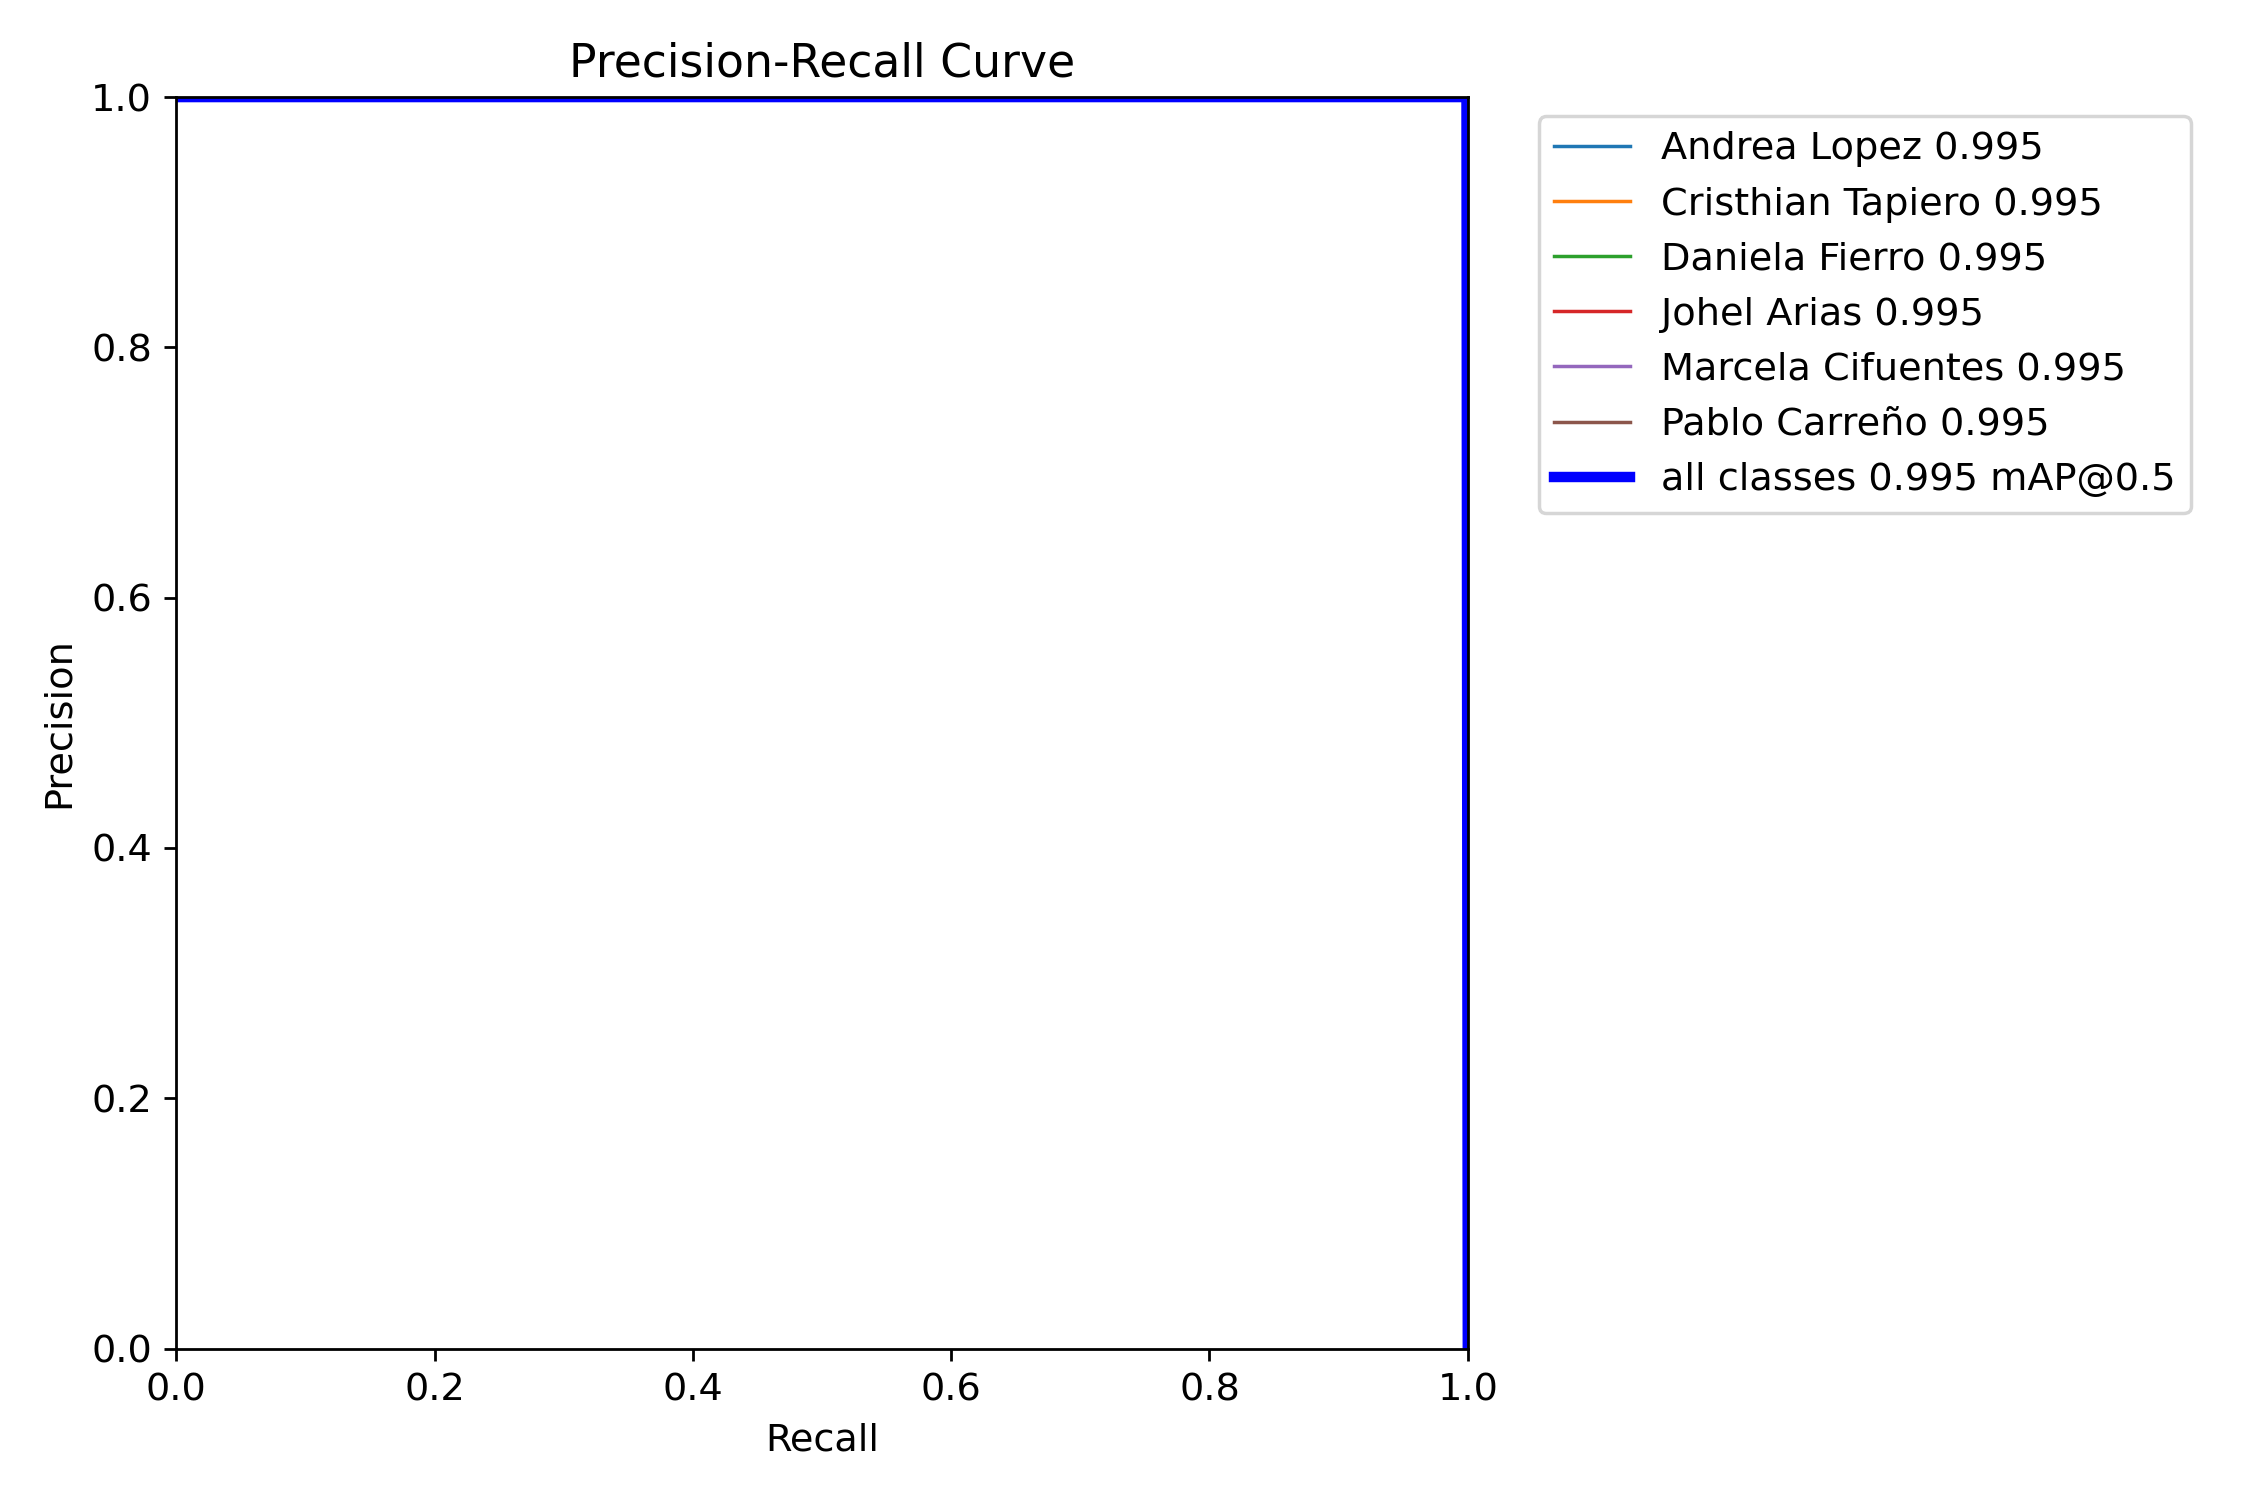 Precision-Recall Curve
1.0
0.8
0.6
0.4
0.2
0.0
Precision
0.0 0.2 0.4 0.6 0.8 1.0
Recall
Andrea Lopez 0.995
Cristhian Tapiero 0.995
Daniela Fierro 0.995
Johel Arias 0.995
Marcela Cifuentes 0.995
Pablo Carreño 0.995
all classes 0.995 mAP@0.5